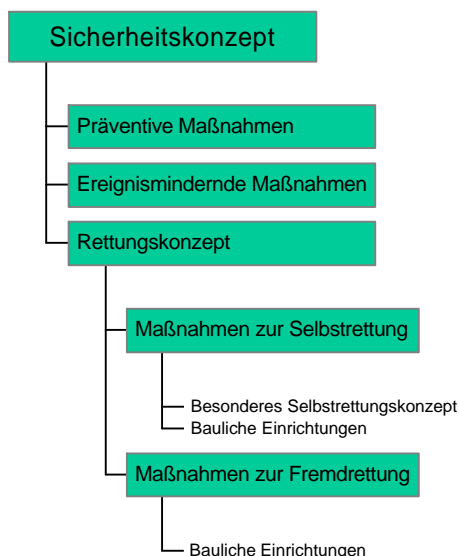 Sicherheitskonzept
Präventive Maßnahmen
Ereignismindernde Maßnahmen
Rettungskonzept
Maßnahmen zur Selbstrettung
Besonderes Selbstrettungskonzept
Bauliche Einrichtungen
Maßnahmen zur Fremdrettung
Bauliche Einrichtungen